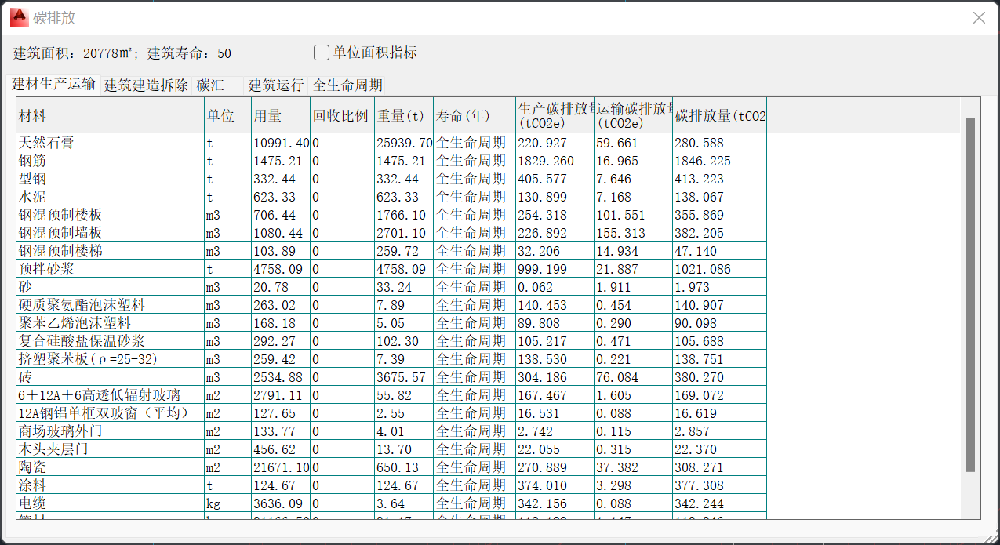 碳排放
建筑面积：20778㎡；建筑寿命：50 单位面积指标
建材生产运输 建筑建造拆除 碳汇 建筑运行 全生命周期
材料 单位 用量 回收比例 重量(t) 寿命(年) 生产碳排放量(tCO2e) 运输碳排放量(tCO2e) 碳排放量(tCO2
天然石膏 t 10991.40 0 25939.70 全生命周期 220.927 59.661 280.588
钢筋 t 1475.21 0 1475.21 全生命周期 1829.260 16.965 1846.225
型钢 t 332.44 0 332.44 全生命周期 405.577 7.646 413.223
水泥 t 623.33 0 623.33 全生命周期 130.899 7.168 138.067
钢混预制楼板 m3 706.44 0 1766.10 全生命周期 254.318 101.551 355.869
钢混预制墙板 m3 1080.44 0 2701.10 全生命周期 226.892 155.313 382.205
钢混预制楼梯 m3 103.89 0 259.72 全生命周期 32.206 14.934 47.140
预拌砂浆 t 4758.09 0 4758.09 全生命周期 999.199 21.887 1021.086
砂 m3 20.78 0 33.24 全生命周期 0.062 1.911 1.973
硬质聚氨酯泡沫塑料 m3 263.02 0 7.89 全生命周期 140.453 0.454 140.907
聚苯乙烯泡沫塑料 m3 168.18 0 5.05 全生命周期 89.808 0.290 90.098
复合硅酸盐保温砂浆 m3 292.27 0 102.30 全生命周期 105.217 0.471 105.688
挤塑聚苯板(ρ=25-32) m3 259.42 0 7.39 全生命周期 138.530 0.221 138.751
砖 m3 2534.88 0 3675.57 全生命周期 304.186 76.084 380.270
6＋12A＋6高透低辐射玻璃 m2 2791.11 0 55.82 全生命周期 167.467 1.605 169.072
12A钢铝单框双玻窗（平均） m2 127.65 0 2.55 全生命周期 16.531 0.088 16.619
商场玻璃外门 m2 133.77 0 4.01 全生命周期 2.742 0.115 2.857
木头夹层门 m2 456.62 0 13.70 全生命周期 22.055 0.315 22.370
陶瓷 m2 21671.10 0 650.13 全生命周期 270.889 37.382 308.271
涂料 t 124.67 0 124.67 全生命周期 374.010 3.298 377.308
电缆 kg 3636.09 0 3.64 全生命周期 342.156 0.088 342.244